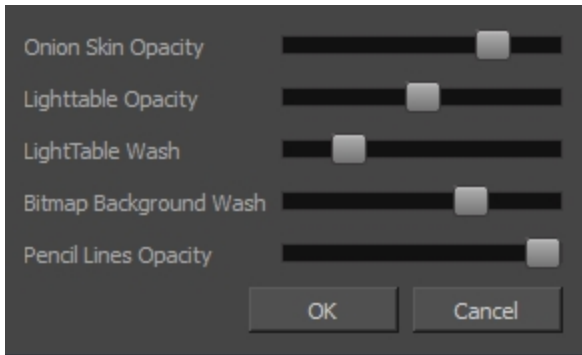 Onion Skin Opacity
Lighttable Opacity
LightTable Wash
Bitmap Background Wash
Pencil Lines Opacity
OK Cancel